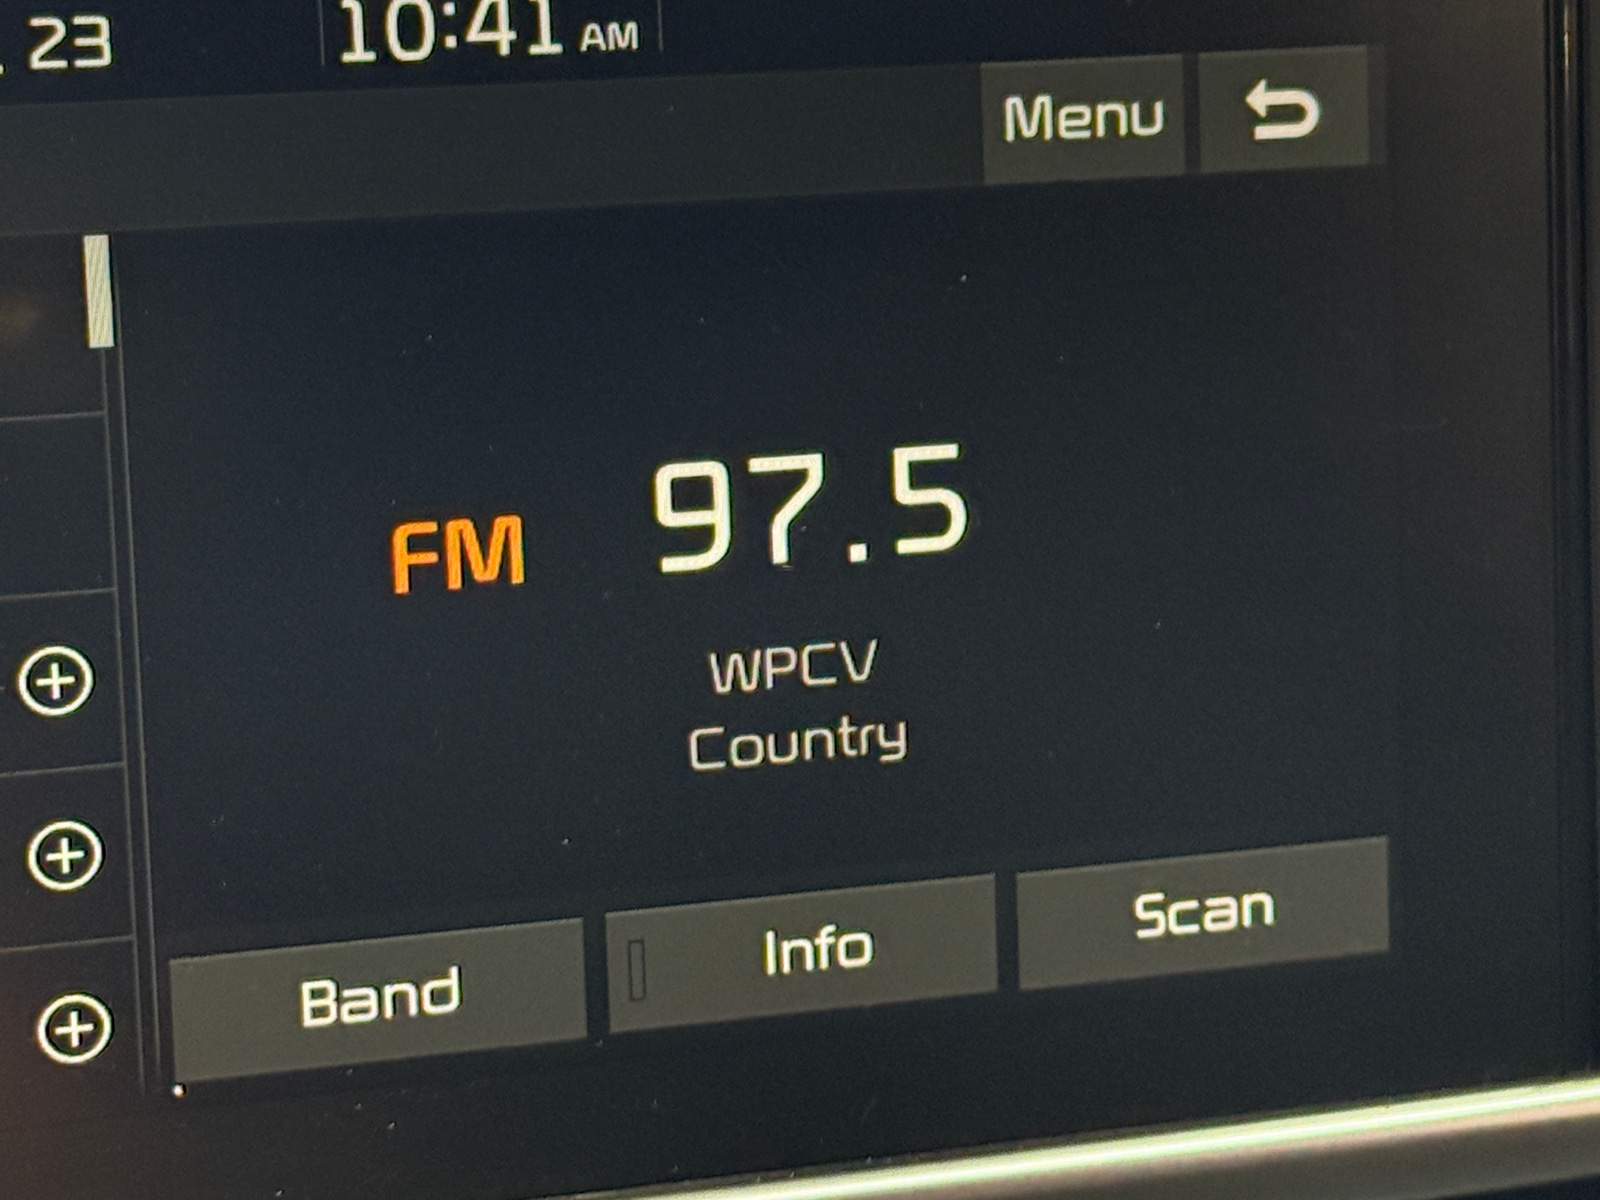 . 23
10:41 AM
Menu
FM 97.5
WPCV
Country
Band
Info
Scan